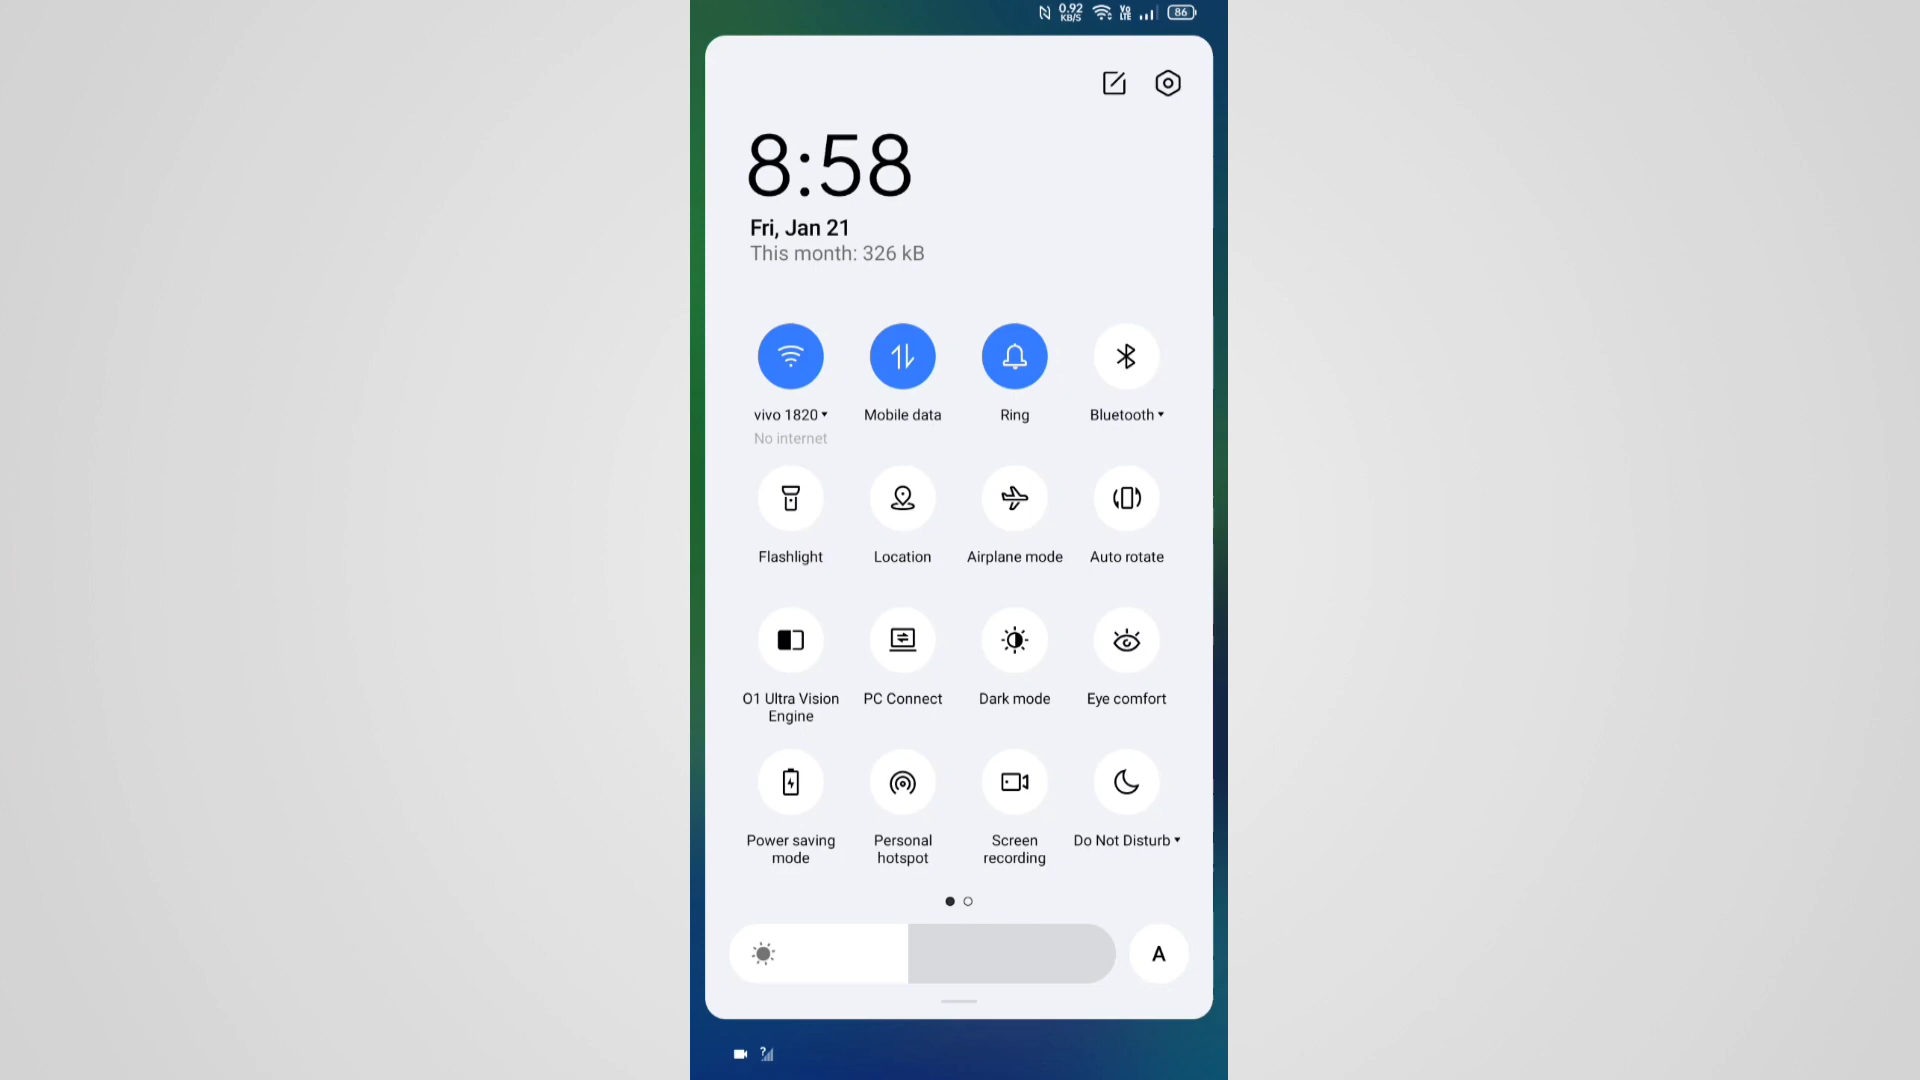 0.92
KB/S
VO
LTE
86
8:58
Fri, Jan 21
This month: 326 kB
vivo 1820
Mobile data
Ring
Bluetooth
No internet
Flashlight
Location
Airplane mode
Auto rotate
O1 Ultra Vision
Engine
PC Connect
Dark mode
Eye comfort
Power saving
mode
Personal
hotspot
Screen
recording
Do Not Disturb
A
?